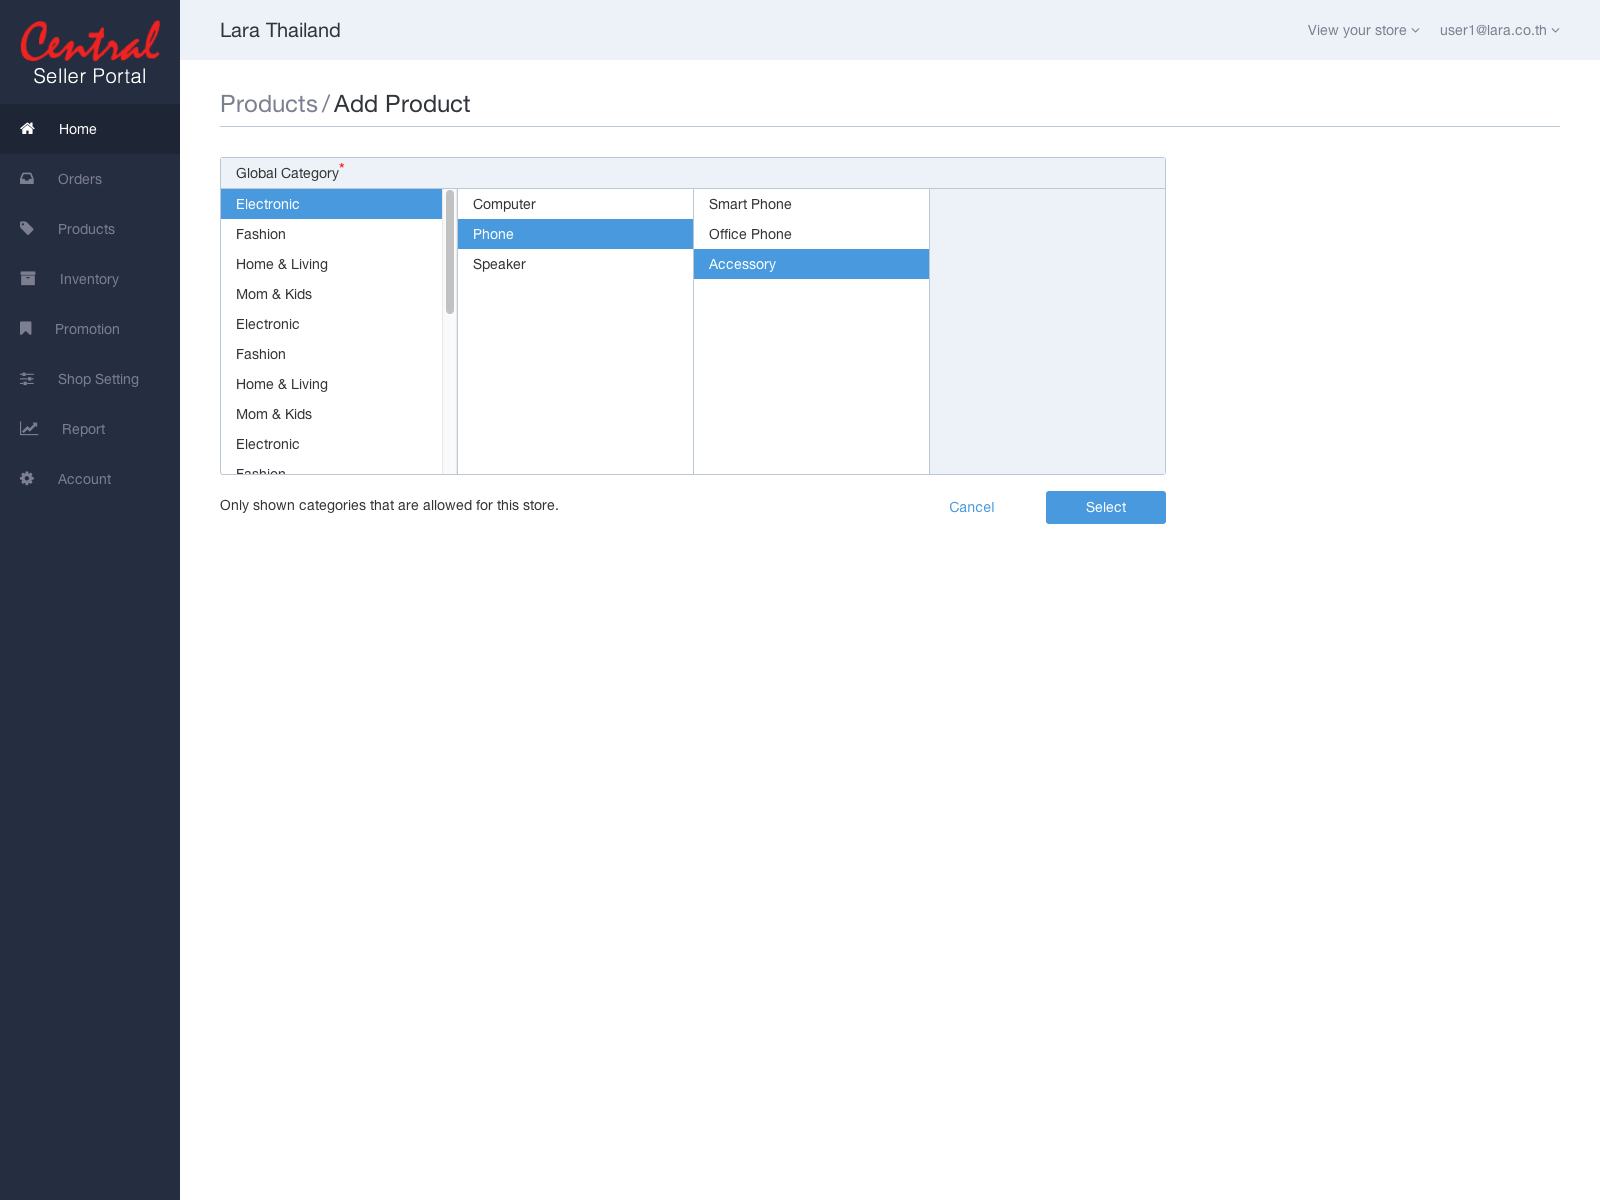 Central
Seller Portal
Home
Orders
Products
Inventory
Promotion
Shop Setting
Report
Account
Lara Thailand
View your store
user1@lara.co.th
Products / Add Product
Global Category*
Electronic
Fashion
Home & Living
Mom & Kids
Electronic
Fashion
Home & Living
Mom & Kids
Electronic
Fashion
Computer
Phone
Speaker
Smart Phone
Office Phone
Accessory
Only shown categories that are allowed for this store.
Cancel
Select